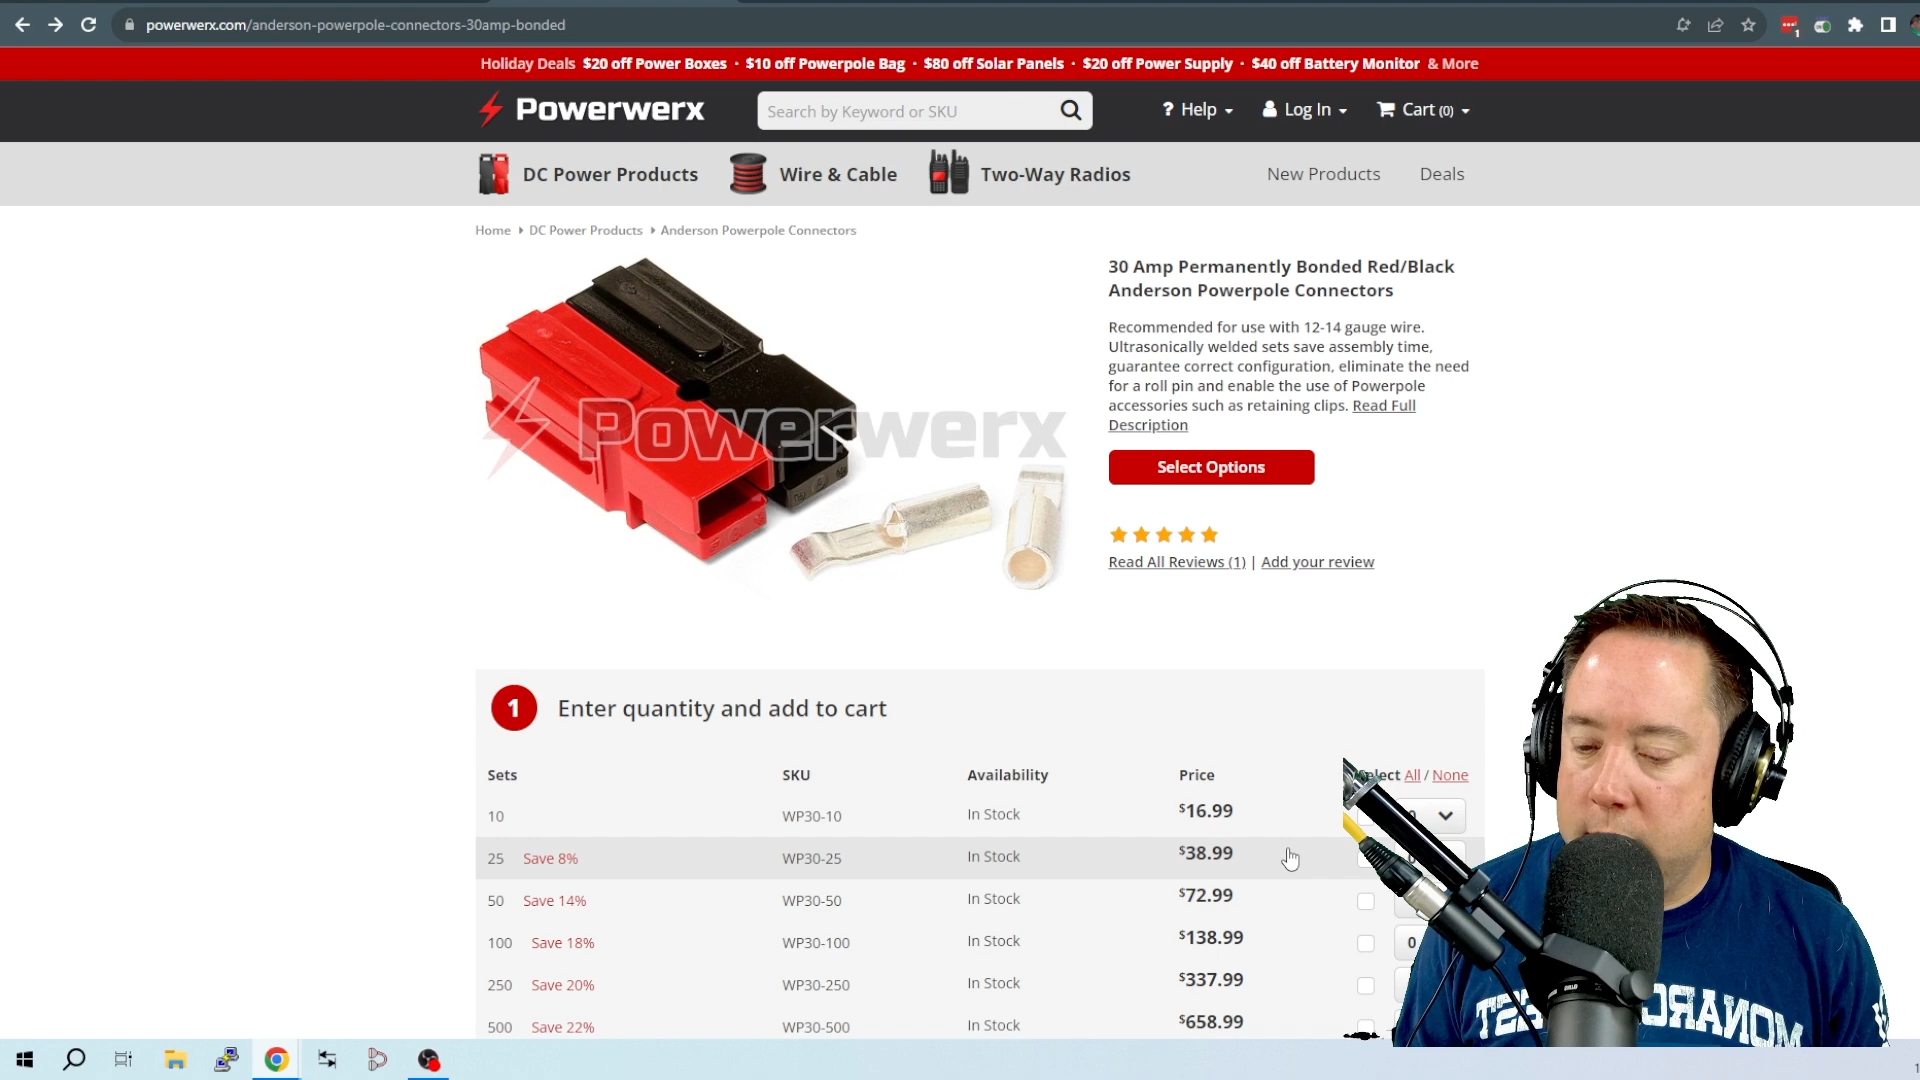 powerwerx.com/anderson-powerpole-connectors-30amp-bonded
1
Holiday Deals $20 off Power Boxes · $10 off Powerpole Bag · $80 off Solar Panels · $20 off Power Supply · $40 off Battery Monitor & More
Powerwerx
Search by Keyword or SKU
? Help
Log In
Cart (0)
DC Power Products
Wire & Cable
Two-Way Radios
New Products
Deals
Home DC Power Products Anderson Powerpole Connectors
Powerwerx
30 Amp Permanently Bonded Red/Black
Anderson Powerpole Connectors
Recommended for use with 12-14 gauge wire.
Ultrasonically welded sets save assembly time,
guarantee correct configuration, eliminate the need
for a roll pin and enable the use of Powerpole
accessories such as retaining clips. Read Full
Description
Select Options
Read All Reviews (1) | Add your review
1 Enter quantity and add to cart
Sets SKU Availability Price All / None
10 WP30-10 In Stock $16.99
25 Save 8% WP30-25 In Stock $38.99
50 Save 14% WP30-50 In Stock $72.99
100 Save 18% WP30-100 In Stock $138.99 0
250 Save 20% WP30-250 In Stock $337.99
500 Save 22% WP30-500 In Stock $658.99